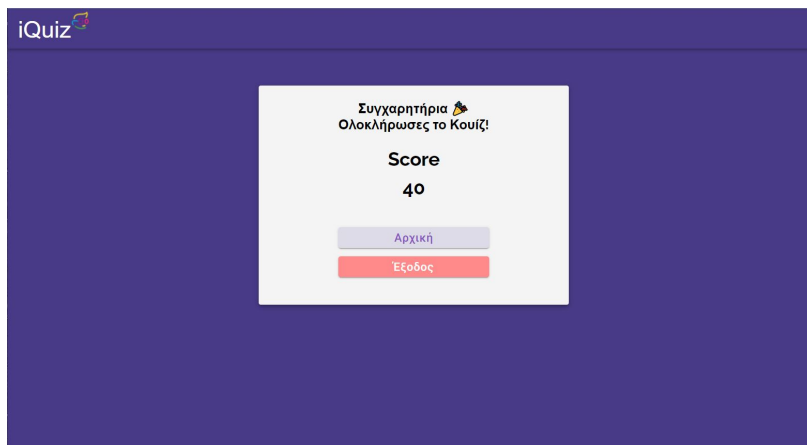 iQuiz
Συγχαρητήρια 🎉
Ολοκλήρωσες το Κουίζ!
Score
40
Αρχική
Έξοδος